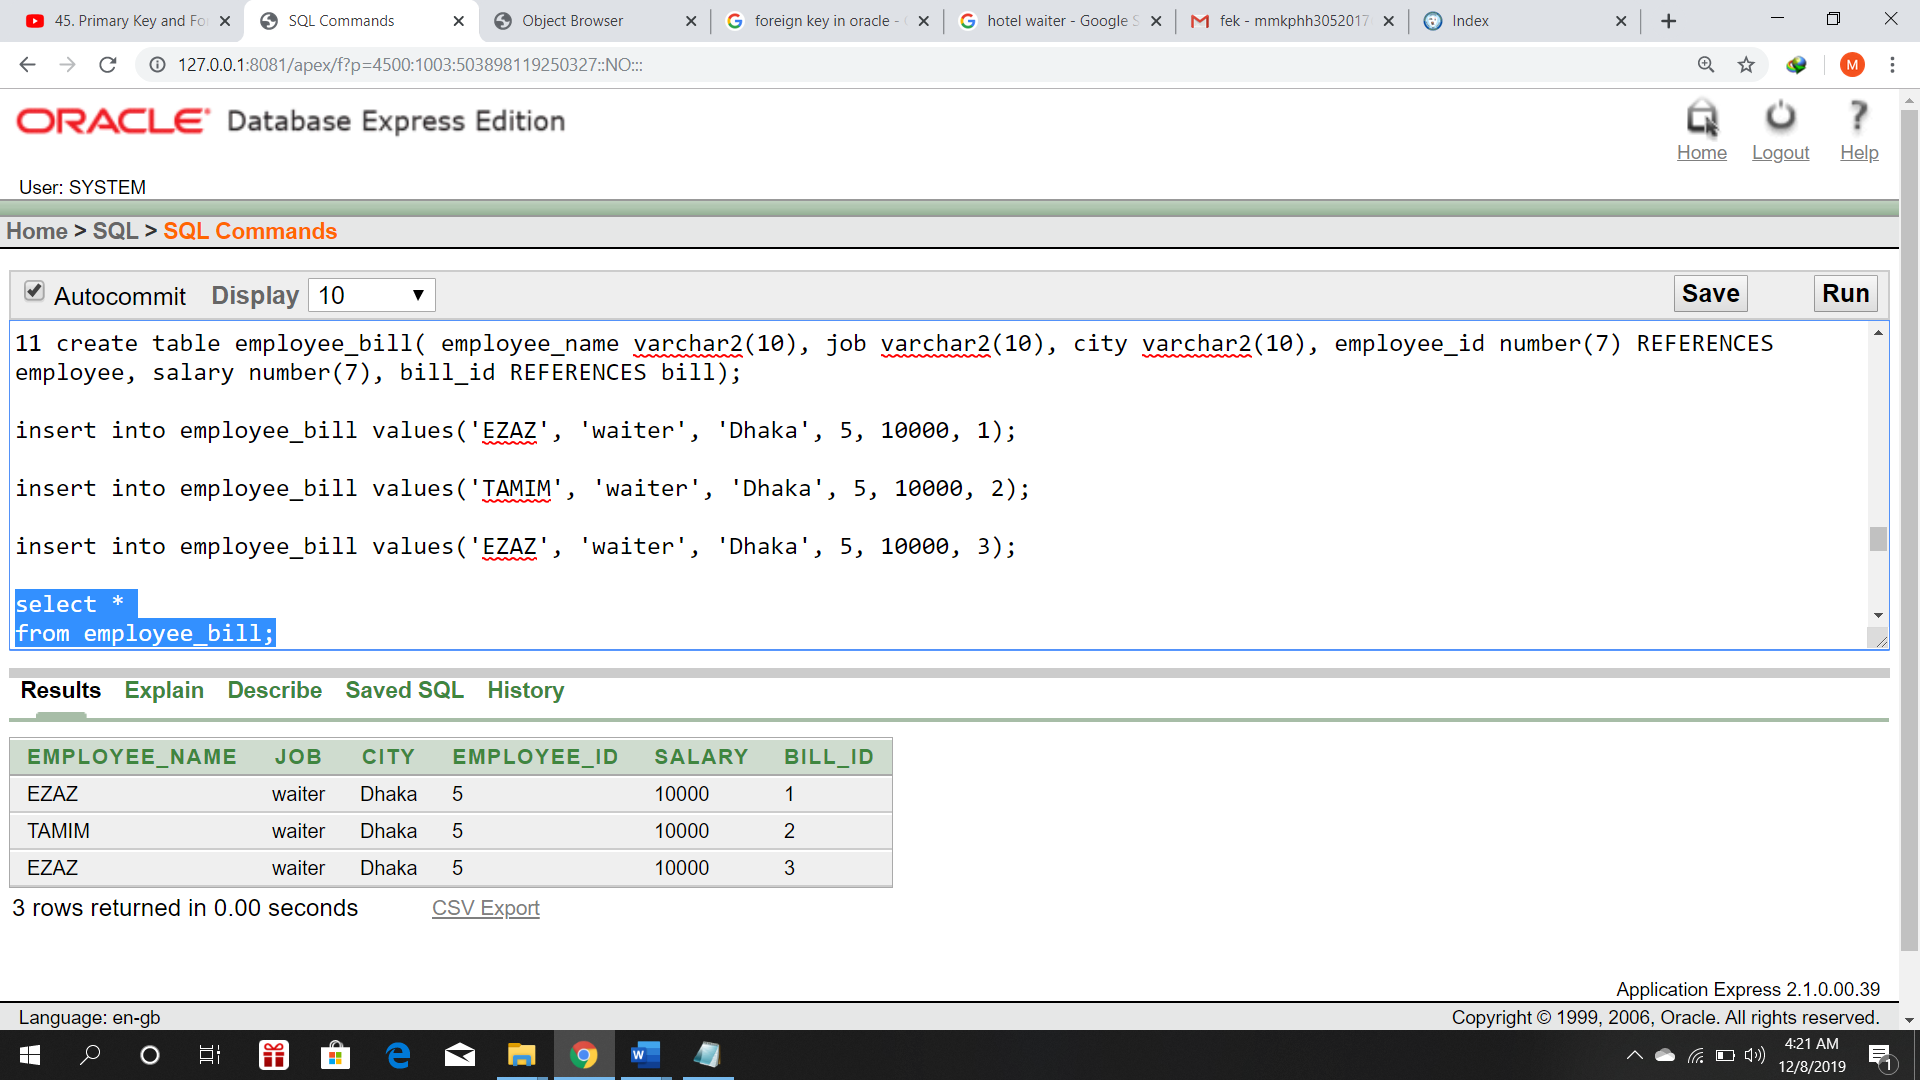 45. Primary Key and Fo
SQL Commands
Object Browser
foreign key in oracle -
hotel waiter - Google S
fek - mmkphh3052017
Index
127.0.0.1:8081/apex/f?p=4500:1003:503898119250327::NO:::
M
ORACLE Database Express Edition
Home
Logout
Help
User: SYSTEM
Home > SQL > SQL Commands
Autocommit Display 10
Save
Run
11 create table employee_bill( employee_name varchar2(10), job varchar2(10), city varchar2(10), employee_id number(7) REFERENCES
employee, salary number(7), bill_id REFERENCES bill);
insert into employee_bill values('EZAZ', 'waiter', 'Dhaka', 5, 10000, 1);
insert into employee_bill values('TAMIM', 'waiter', 'Dhaka', 5, 10000, 2);
insert into employee_bill values('EZAZ', 'waiter', 'Dhaka', 5, 10000, 3);
select *
from employee_bill;
Results Explain Describe Saved SQL History
EMPLOYEE_NAME JOB CITY EMPLOYEE_ID SALARY BILL_ID
EZAZ waiter Dhaka 5 10000 1
TAMIM waiter Dhaka 5 10000 2
EZAZ waiter Dhaka 5 10000 3
3 rows returned in 0.00 seconds
CSV Export
Application Express 2.1.0.00.39
Language: en-gb
Copyright © 1999, 2006, Oracle. All rights reserved.
4:21 AM
12/8/2019
1